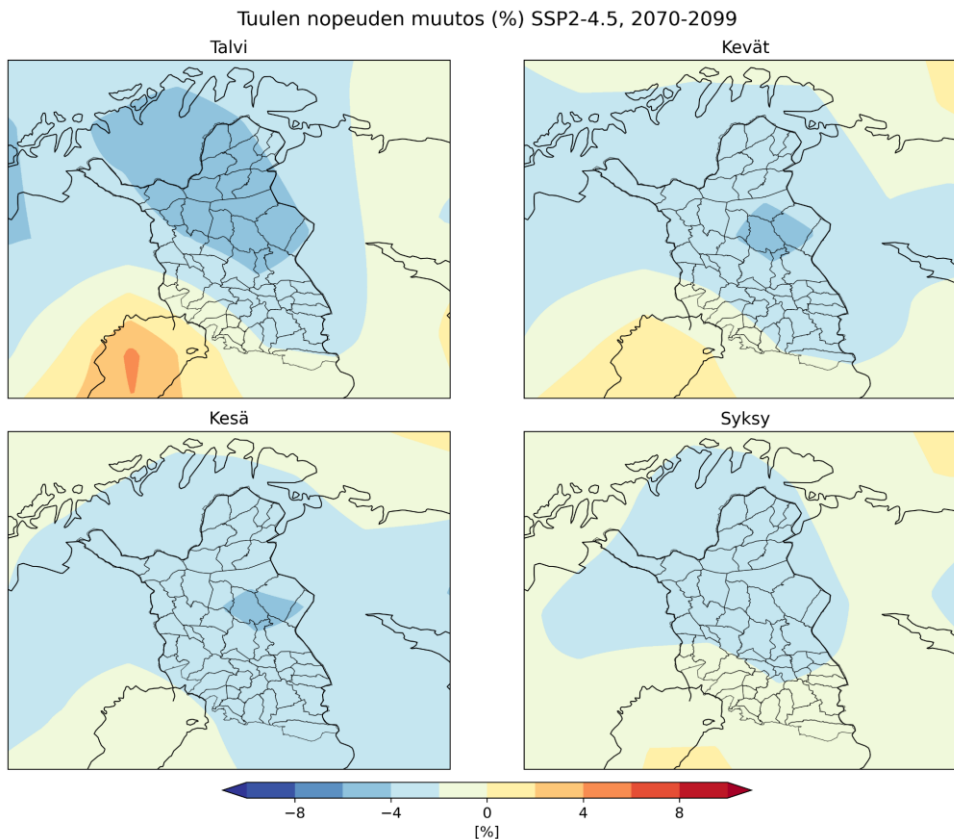 Tuulen nopeuden muutos (%) SSP2-4.5, 2070-2099
Talvi
Kevät
Kesä
Syksy
−8
−4
0
4
8
[%]